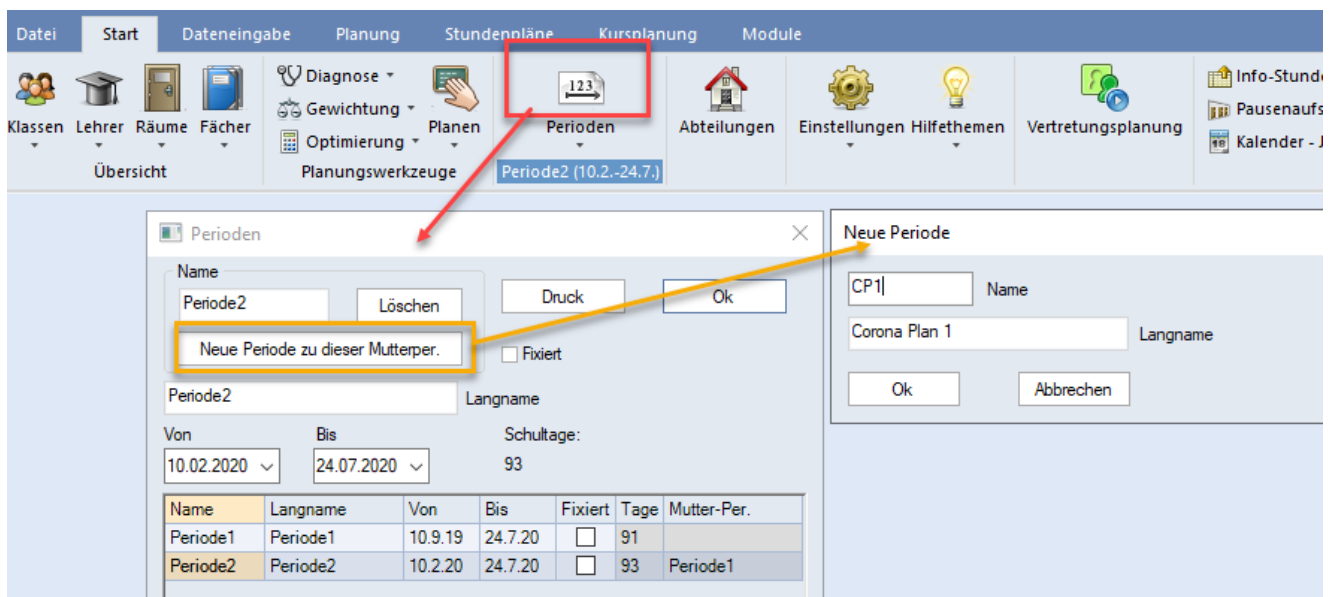 Datei Start Dateneingabe Planung Stundenpläne Kursplanung Module
Diagnose
Gewichtung
Optimierung
Klassen Lehrer Räume Fächer
Übersicht
Planen
Planungswerkzeuge
123
Perioden
Periode2 (10.2.-24.7.)
Abteilungen
Einstellungen Hilfethemen
Vertretungsplanung
Info-Stunde
Pausenaufs
Kalender - J
Perioden
Name
Periode2 Löschen Druck Ok
Neue Periode zu dieser Mutterper. Fixiert
Periode2 Langname
Von Bis Schultage:
10.02.2020 24.07.2020 93
Name Langname Von Bis Fixiert Tage Mutter-Per.
Periode1 Periode1 10.9.19 24.7.20 91
Periode2 Periode2 10.2.20 24.7.20 93 Periode1
Neue Periode
CP1 Name
Corona Plan 1 Langname
Ok Abbrechen